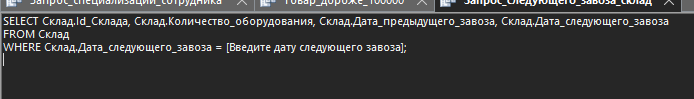 Запрос_специализации_сотрудника
Товар_дороже_100000
Запрос_следующего_завоза_склад
SELECT Склад.Id_Склада, Склад.Количество_оборудования, Склад.Дата_предыдущего_завоза, Склад.Дата_следующего_завоза
FROM Склад
WHERE Склад.Дата_следующего_завоза = [Введите дату следующего завоза];